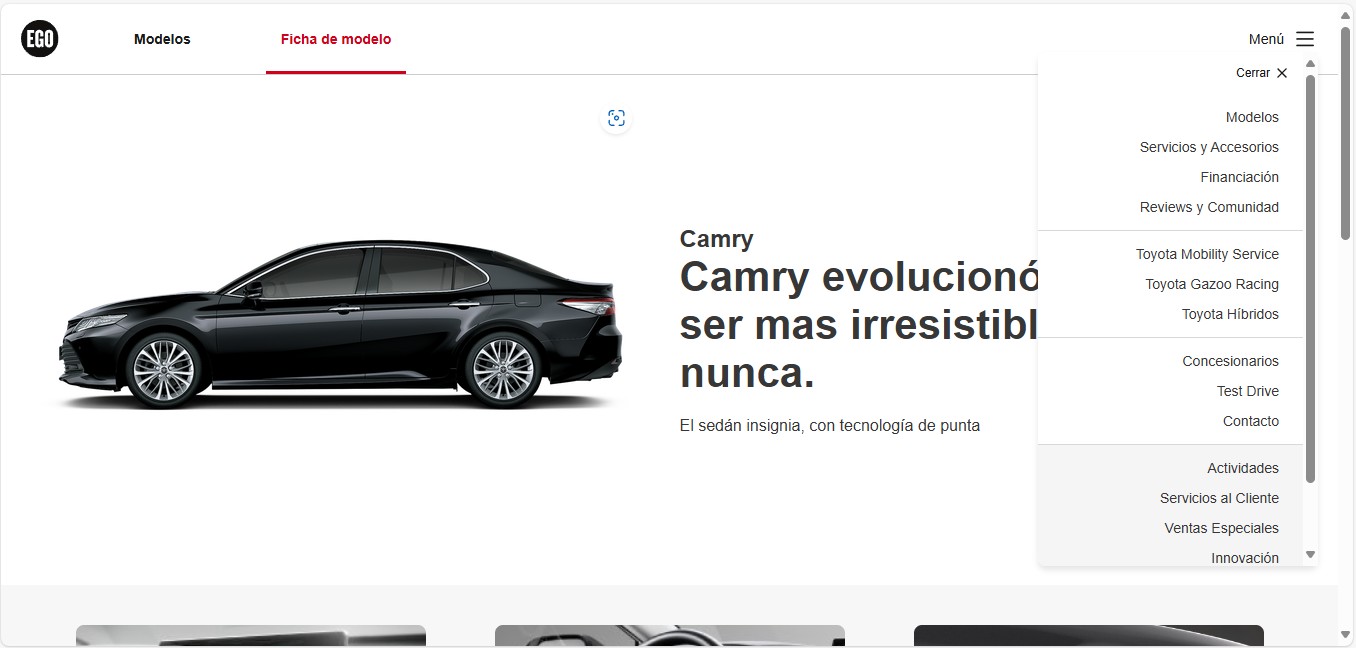 EGO
Modelos
Ficha de modelo
Menú
Cerrar
Modelos
Servicios y Accesorios
Financiación
Reviews y Comunidad
Toyota Mobility Service
Toyota Gazoo Racing
Toyota Híbridos
Concesionarios
Test Drive
Contacto
Actividades
Servicios al Cliente
Ventas Especiales
Innovación
Camry
Camry evolucionó
ser mas irresistibl
nunca.
El sedán insignia, con tecnología de punta